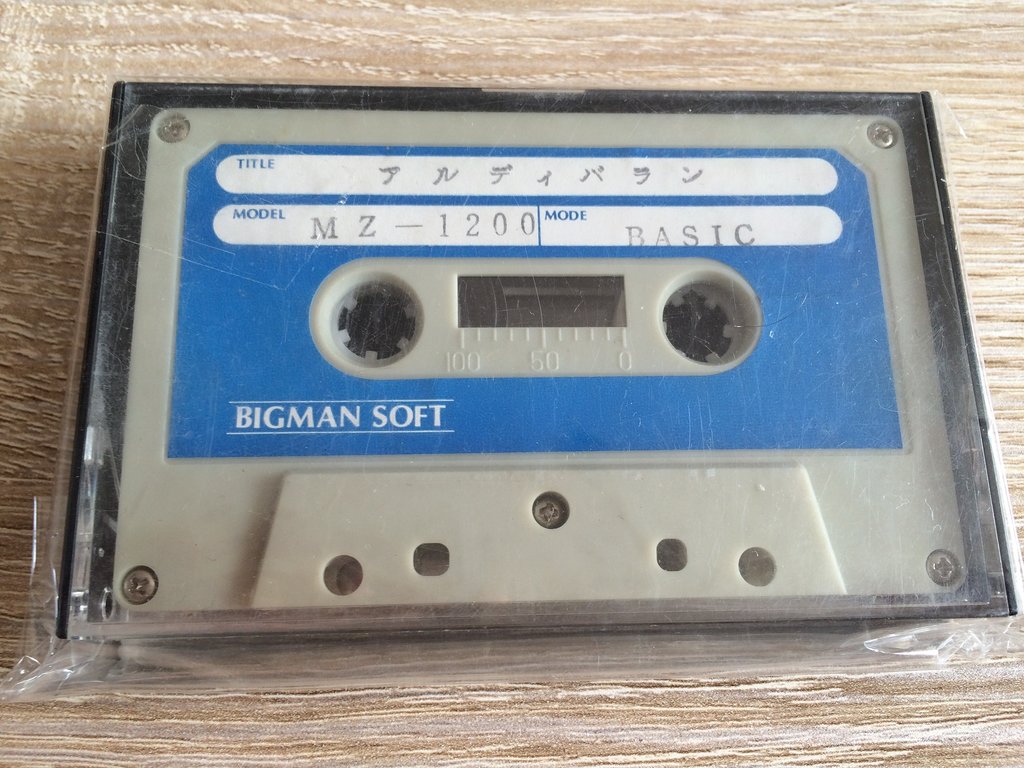 TITLE アルディバラン
MODEL MZ-1200 MODE BASIC
100 50 0
BIGMAN SOFT